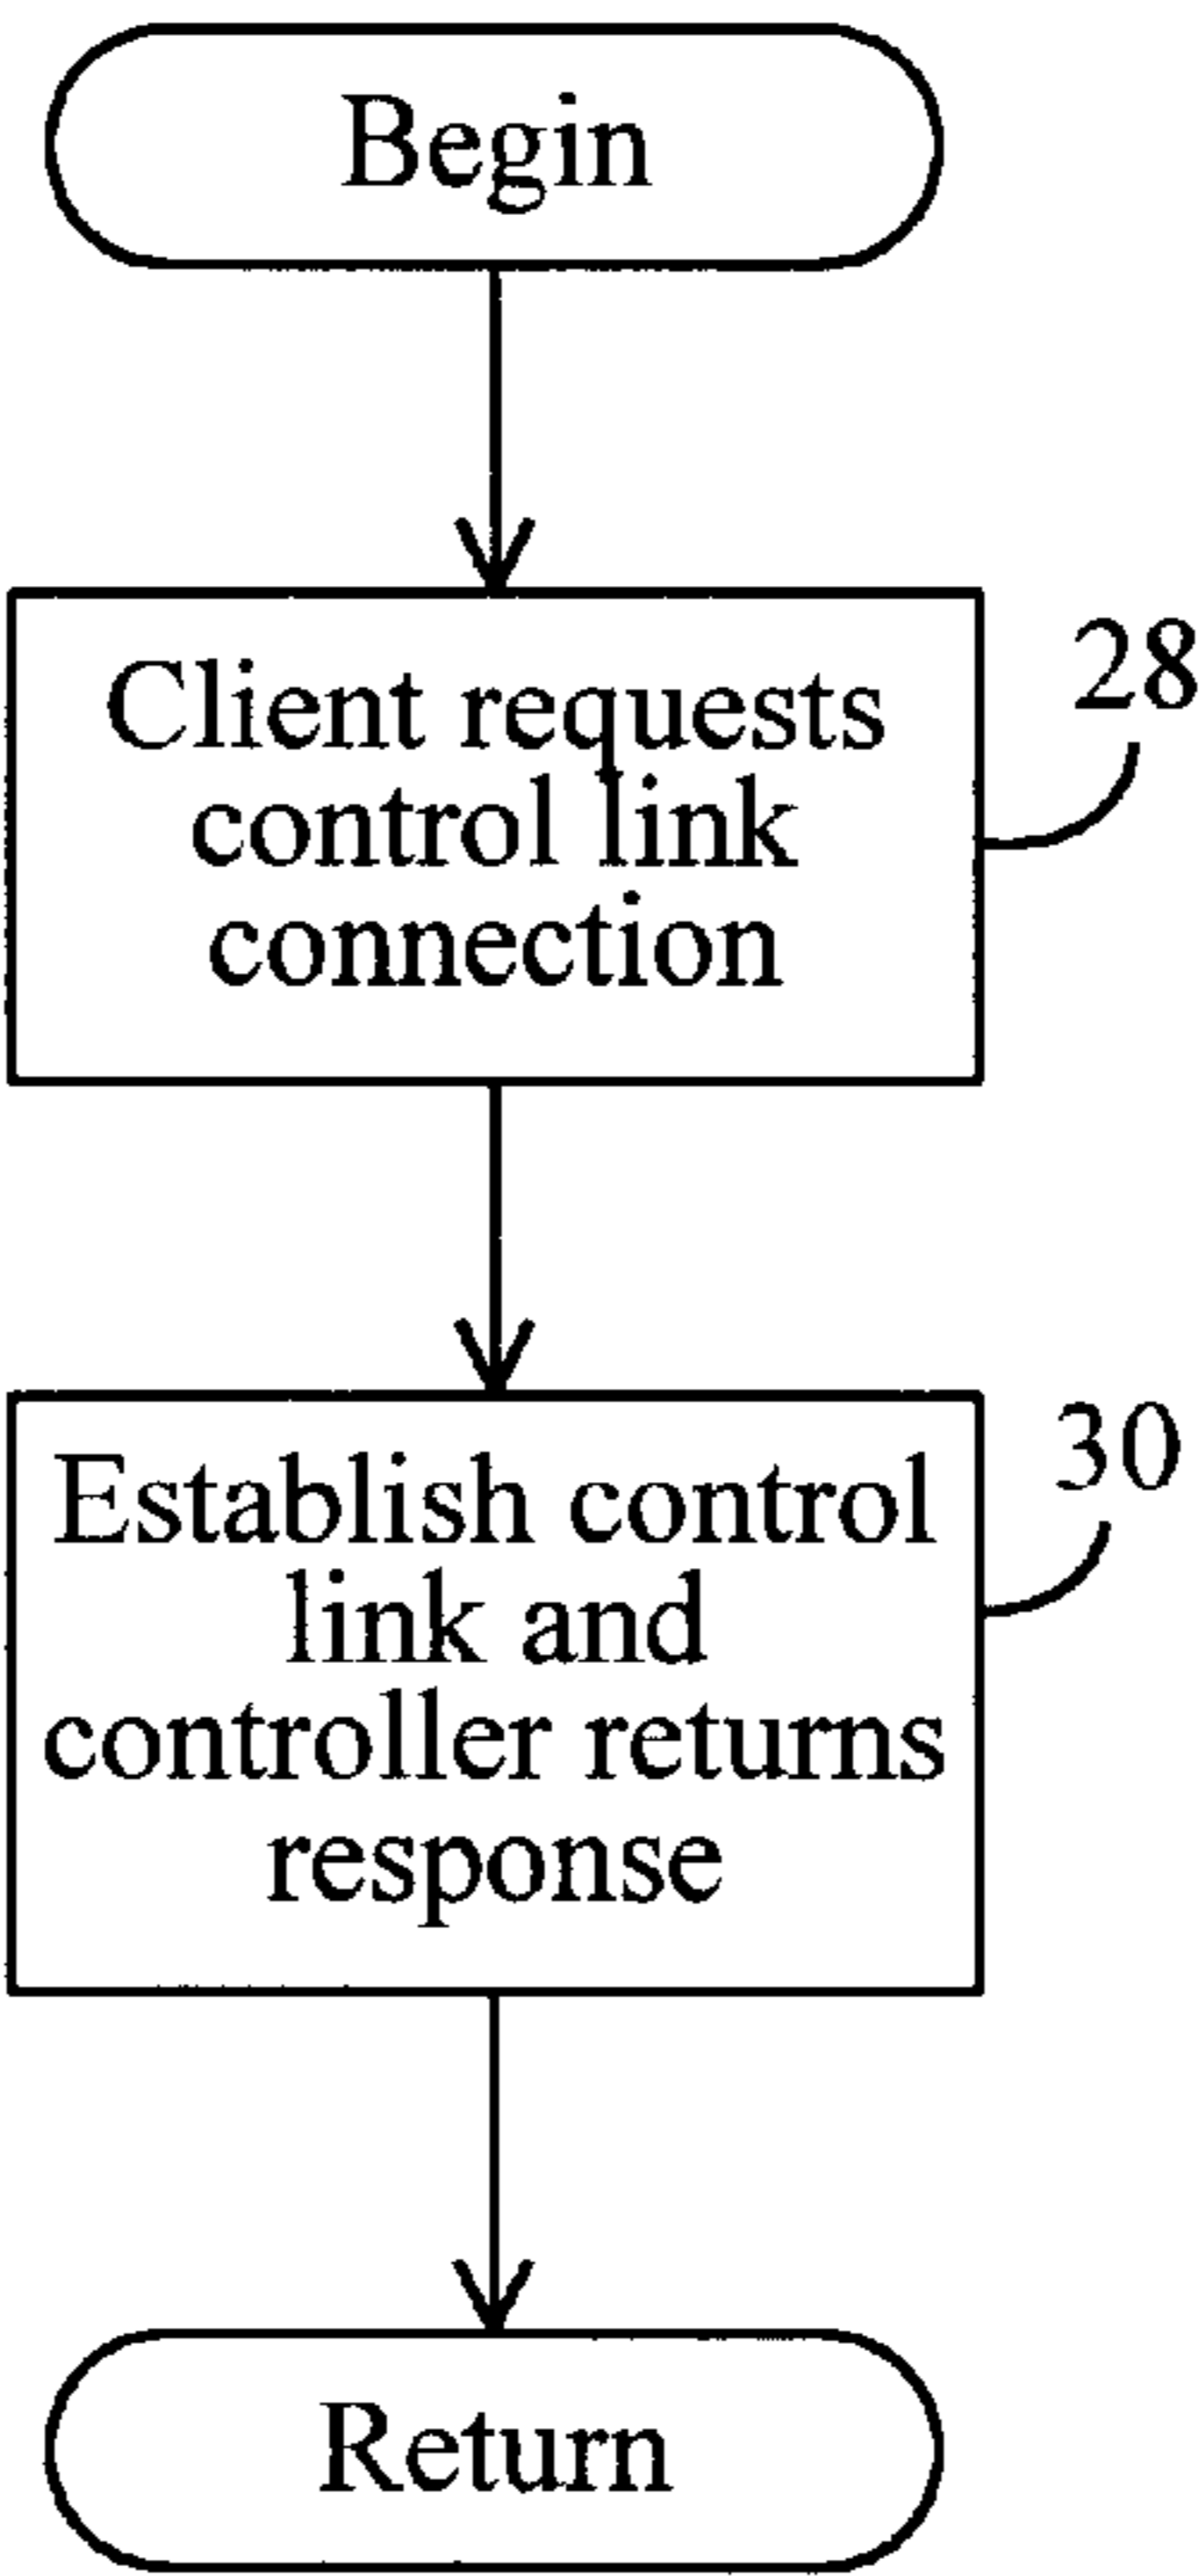 Begin
Client requests
control link
connection
28
Establish control
link and
controller returns
response
30
Return